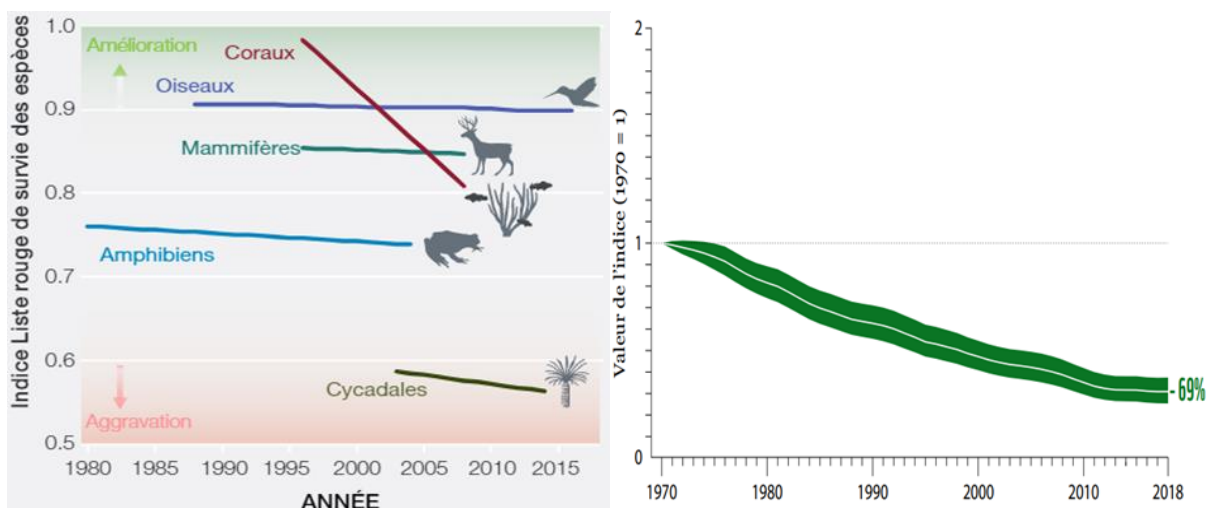 Indice Liste rouge de survie des espèces
1.0
0.9
0.8
0.7
0.6
0.5
Amélioration
Coraux
Oiseaux
Mammifères
Amphibiens
Cycadales
Aggravation
1980 1985 1990 1995 2000 2005 2010 2015
ANNÉE
Valeur de l'indice (1970 = 1)
2
1
0
- 69%
1970 1980 1990 2000 2010 2018